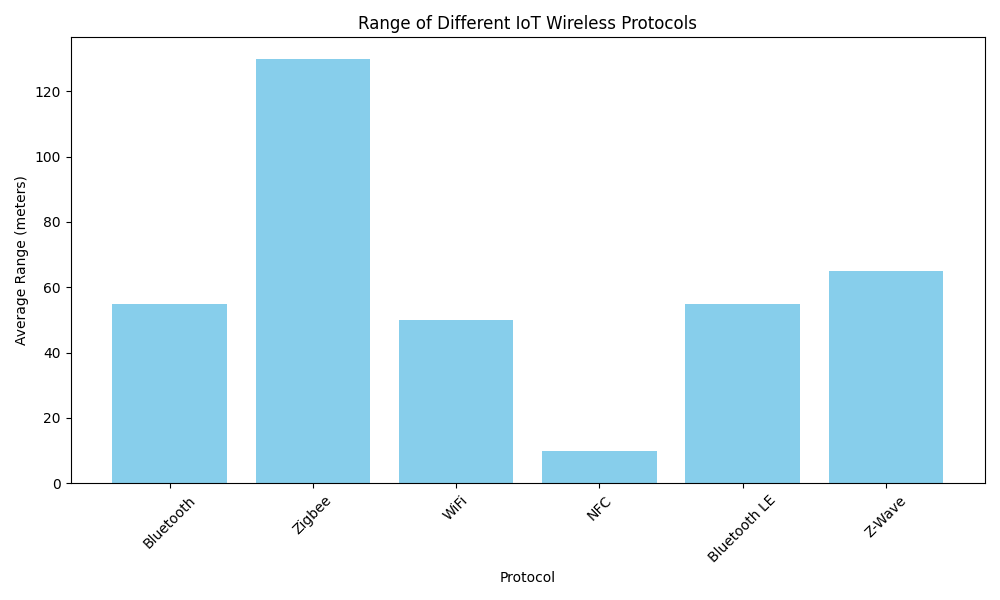 Range of Different IoT Wireless Protocols
Average Range (meters)
120
100
80
60
40
20
0
Bluetooth
Zigbee
WiFi
NFC
Bluetooth LE
Z-Wave
Protocol